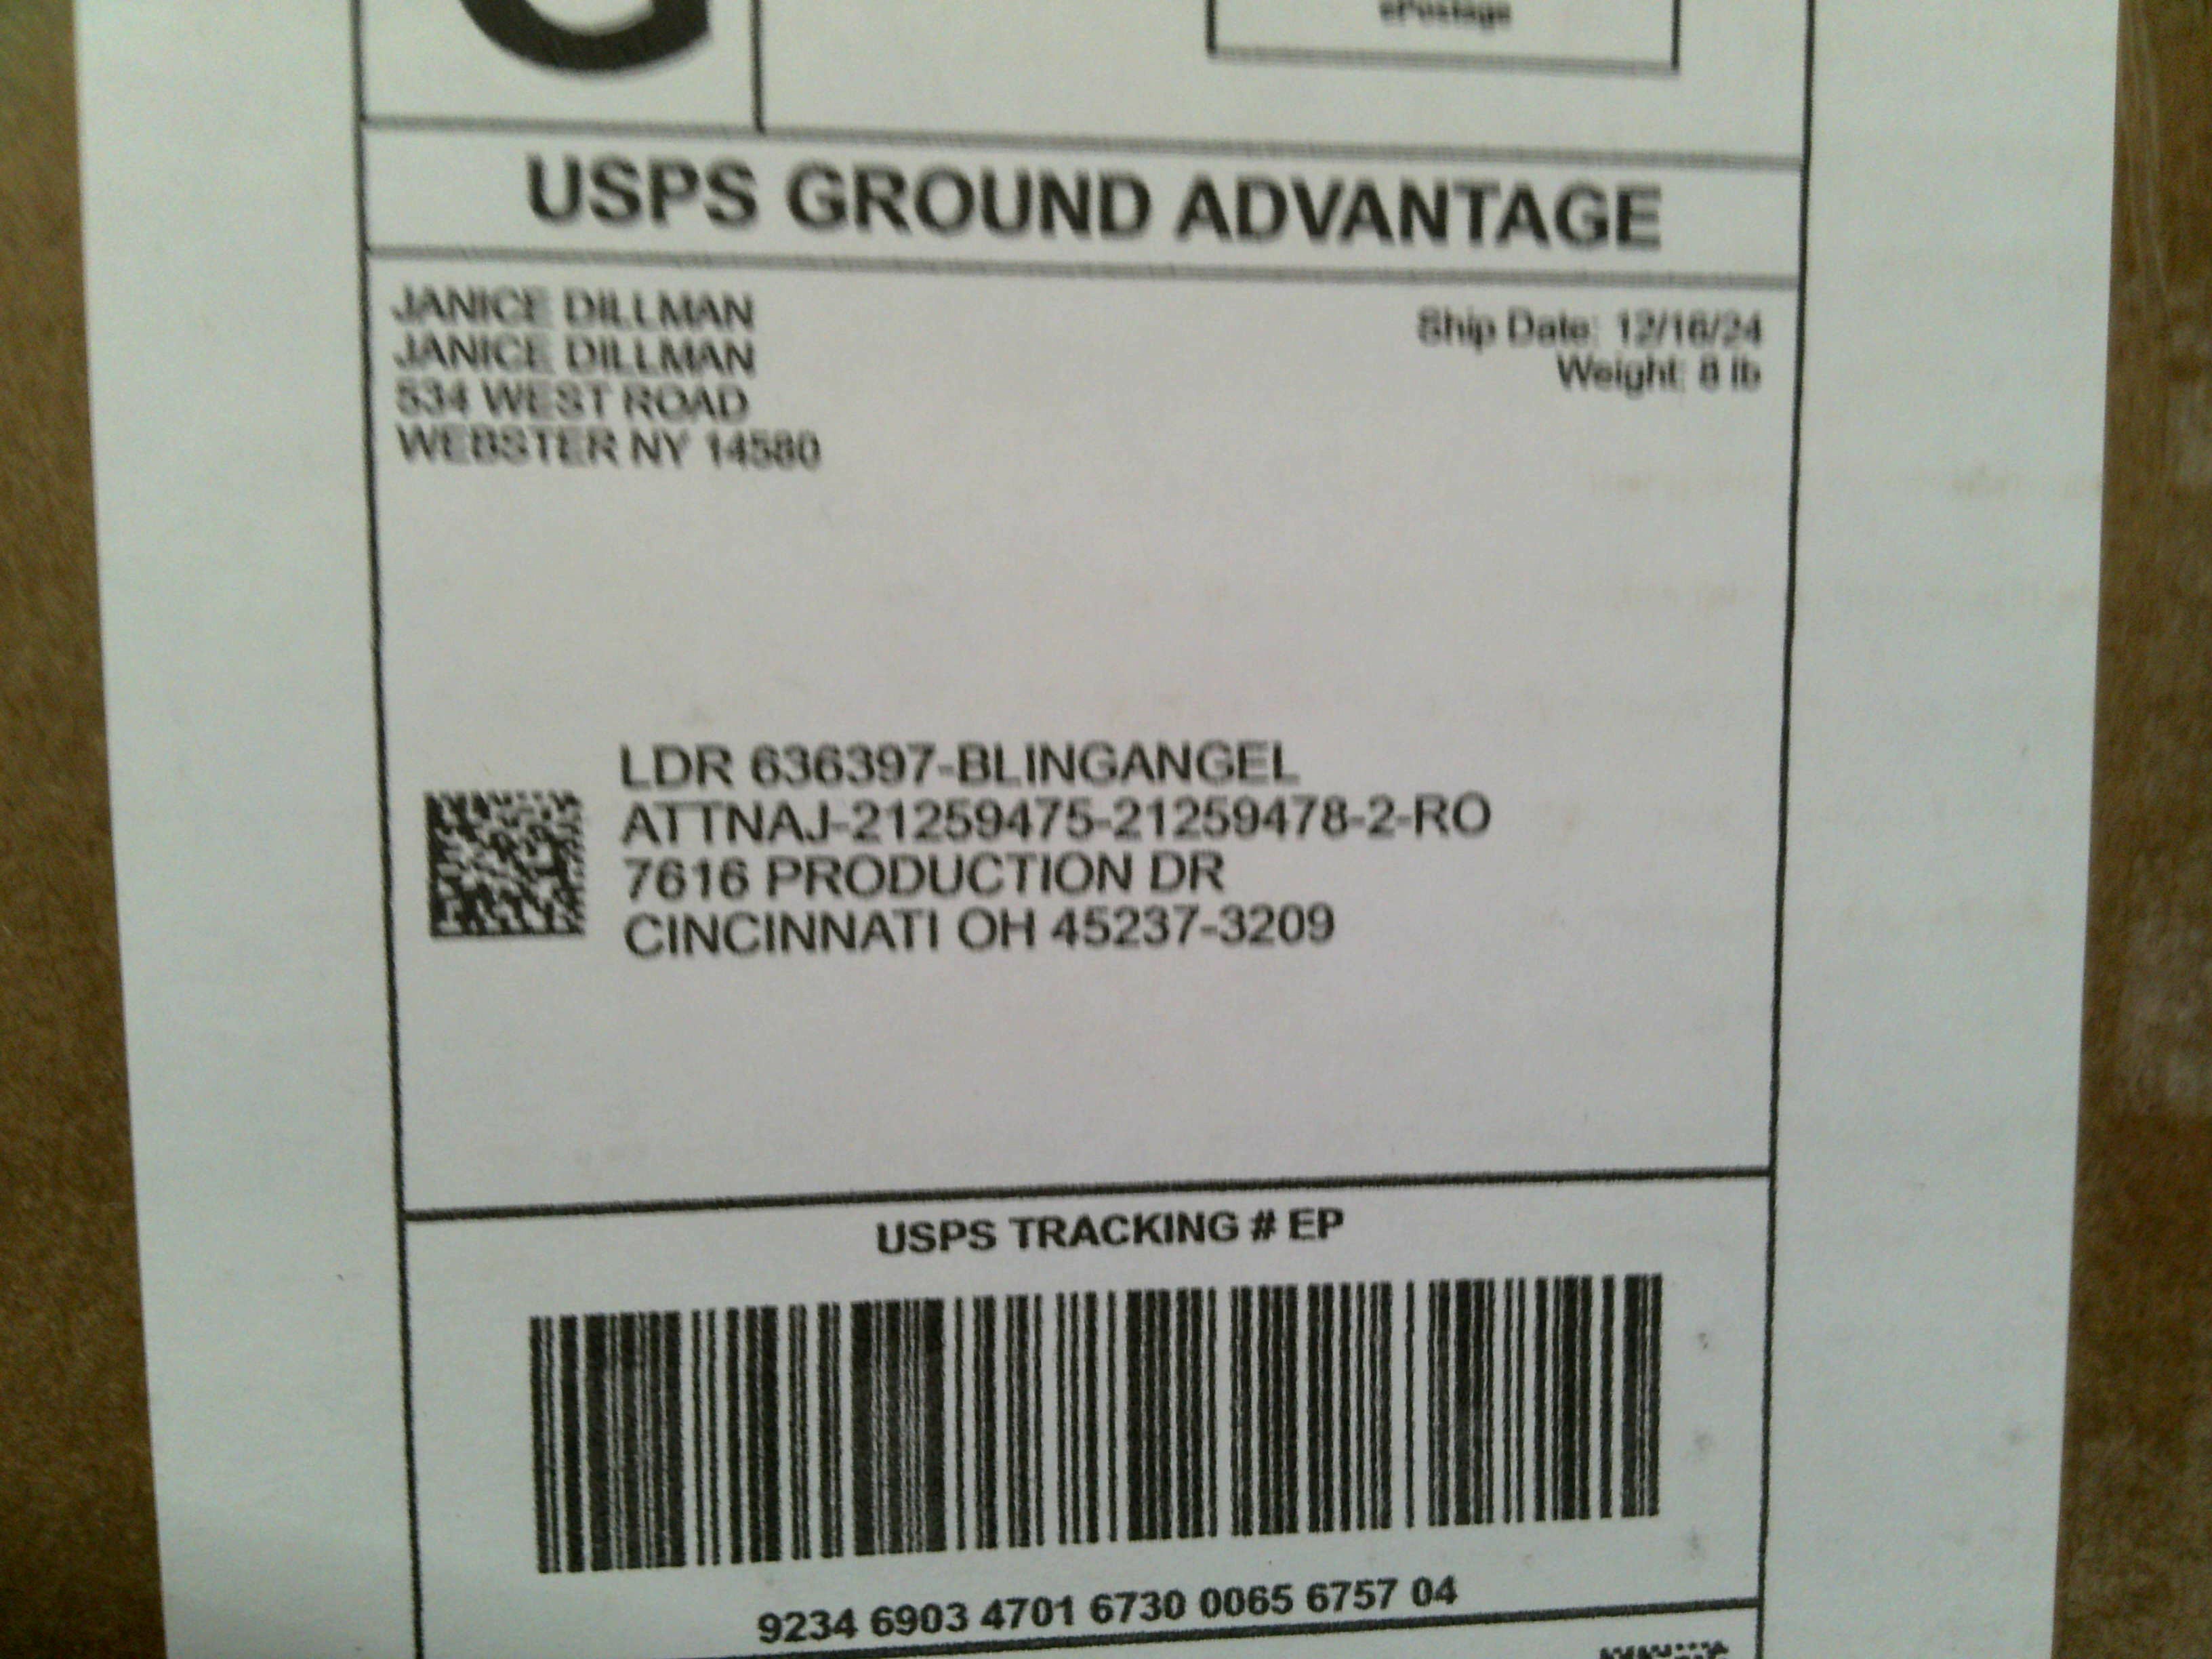 ePostage
USPS GROUND ADVANTAGE
JANICE DILLMAN
JANICE DILLMAN
534 WEST ROAD
WEBSTER NY 14580
Ship Date: 12/16/24
Weight: 8 lb
LDR 636397-BLINGANGEL
ATTNAJ-21259475-21259478-2-RO
7616 PRODUCTION DR
CINCINNATI OH 45237-3209
USPS TRACKING # EP
9234 6903 4701 6730 0065 6757 04